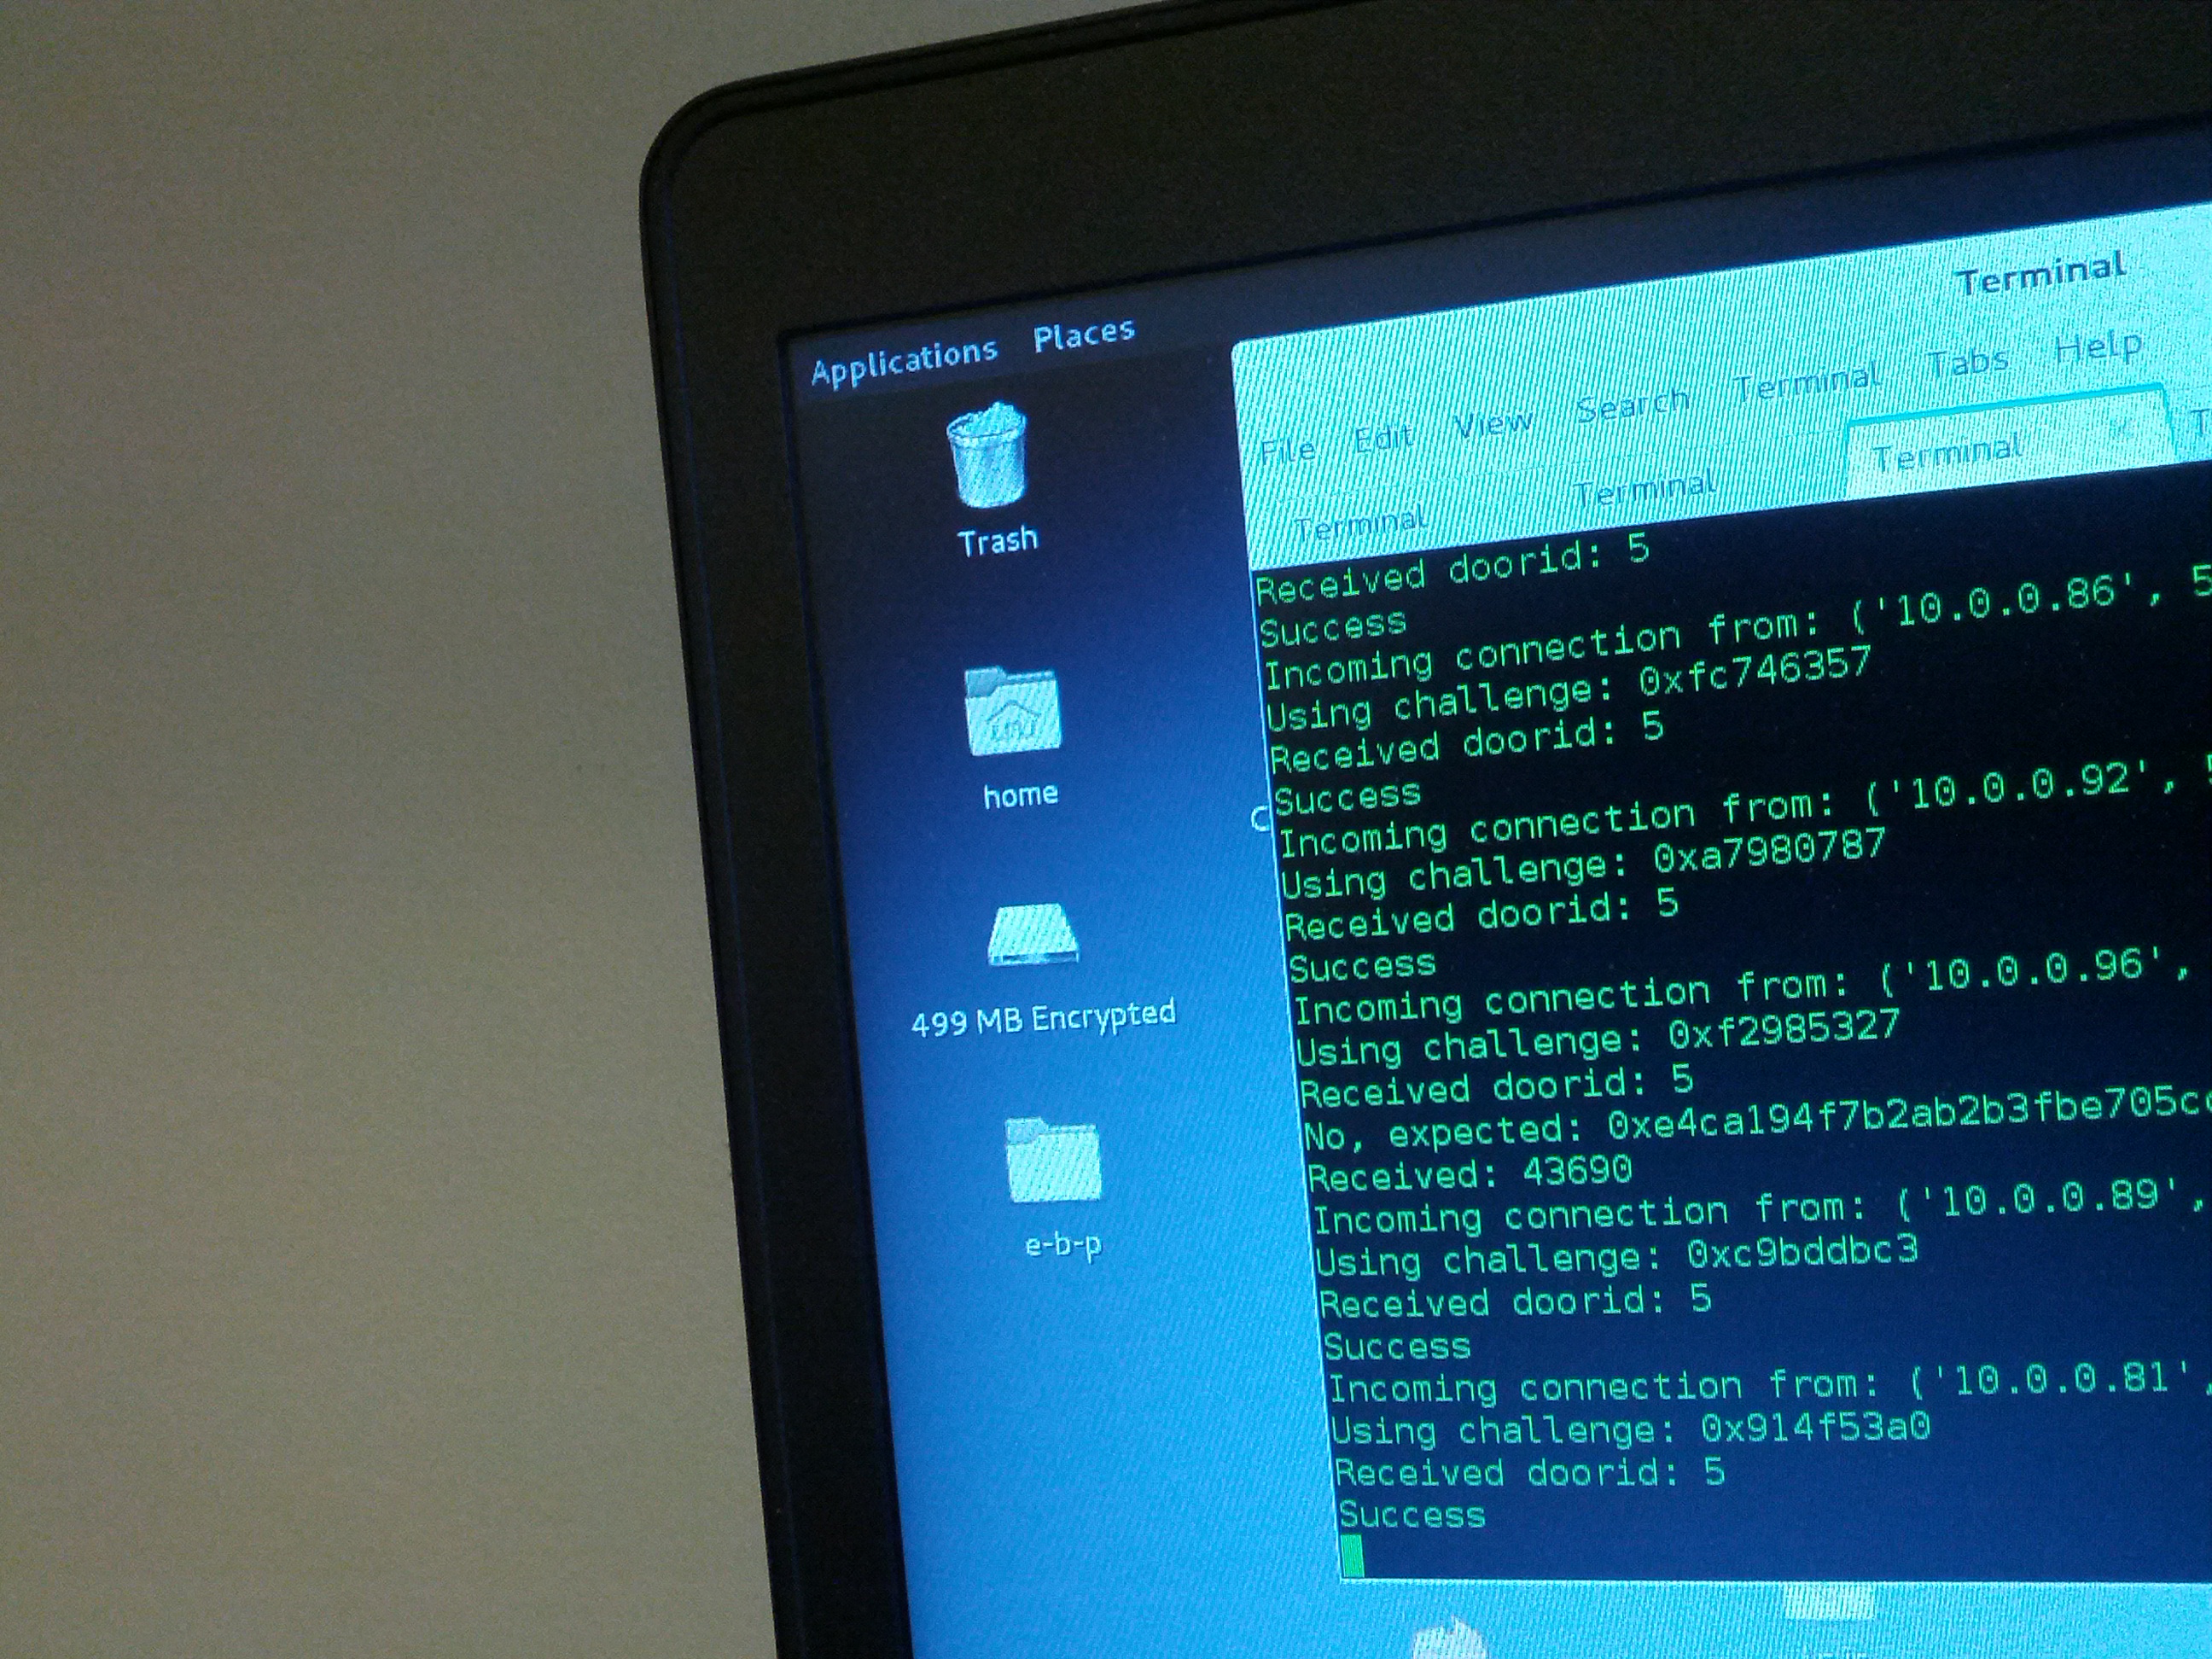 Applications Places
Trash
home
499 MB Encrypted
e-b-p
Terminal
File Edit View Search Terminal Tabs Help
Terminal Terminal Terminal
Received doorid: 5
Success
Incoming connection from: ('10.0.0.86', 5
Using challenge: 0xfc746357
Received doorid: 5
Success
Incoming connection from: ('10.0.0.92', 5
Using challenge: 0xa7980787
Received doorid: 5
Success
Incoming connection from: ('10.0.0.96',
Using challenge: 0xf2985327
Received doorid: 5
No, expected: 0xe4ca194f7b2ab2b3fbe705cc
Received: 43690
Incoming connection from: ('10.0.0.89',
Using challenge: 0xc9bddbc3
Received doorid: 5
Success
Incoming connection from: ('10.0.0.81',
Using challenge: 0x914f53a0
Received doorid: 5
Success